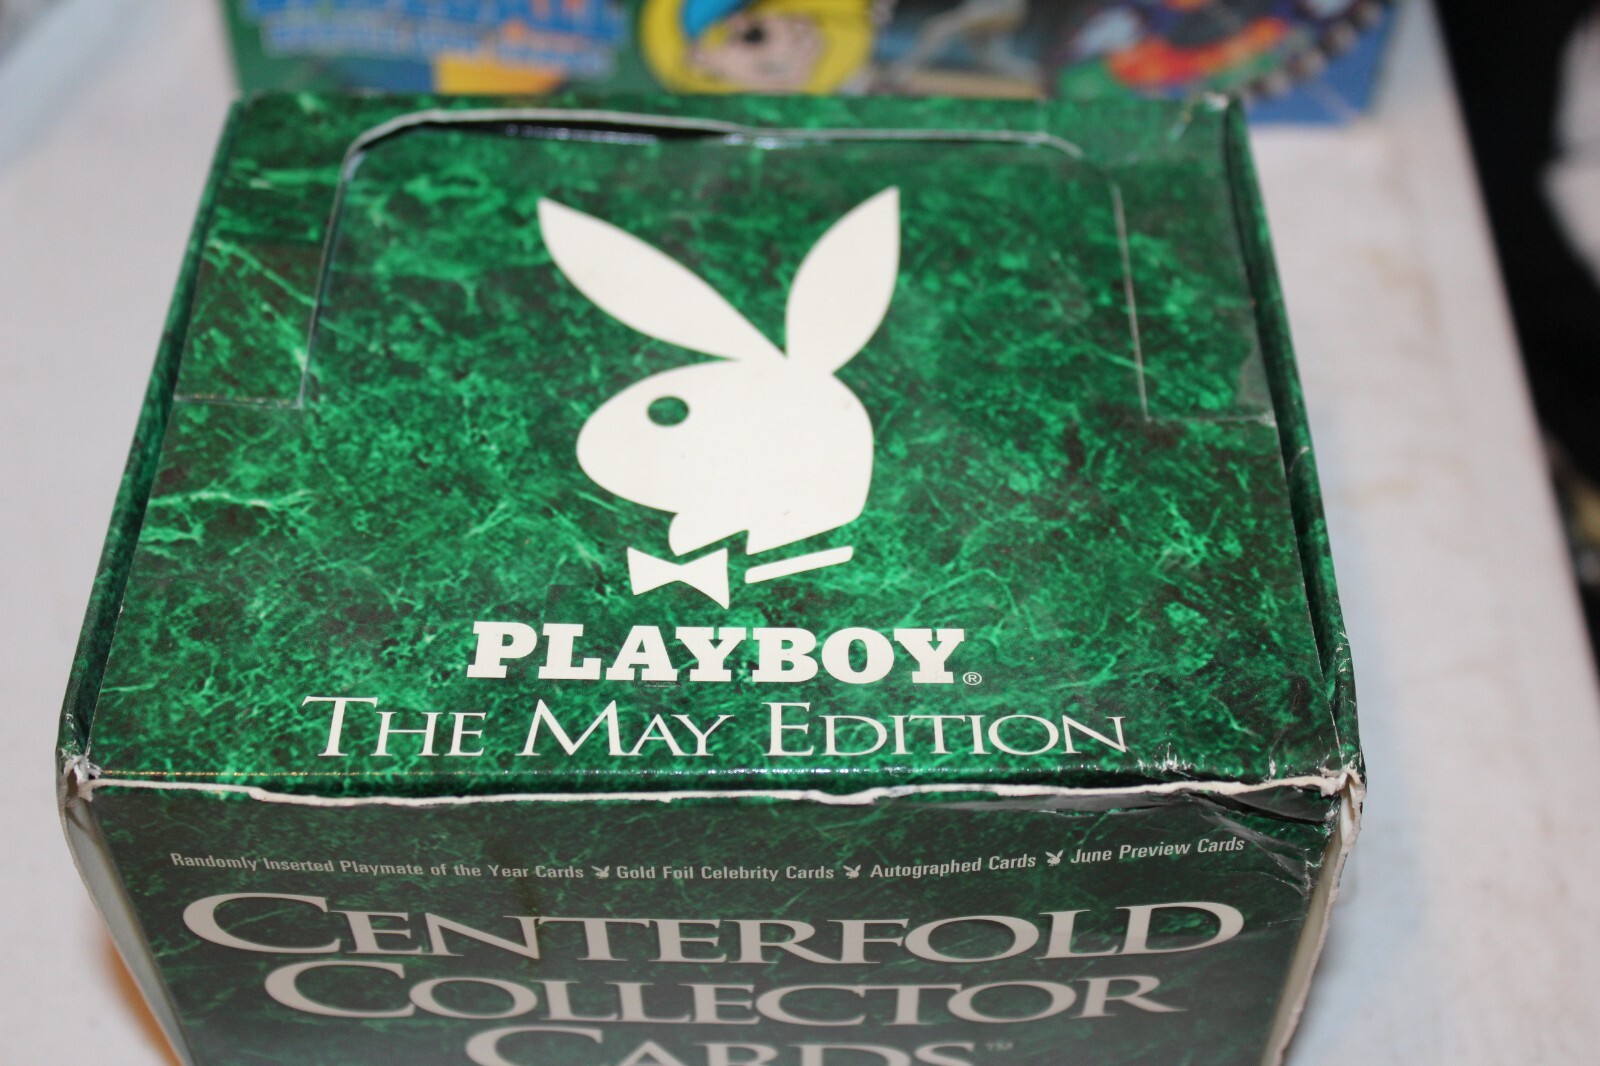 PLAYBOY®
THE MAY EDITION
Randomly Inserted Playmate of the Year Cards Gold Foil Celebrity Cards Autographed Cards June Preview Cards
CENTERFOLD
COLLECTOR
CARDS™